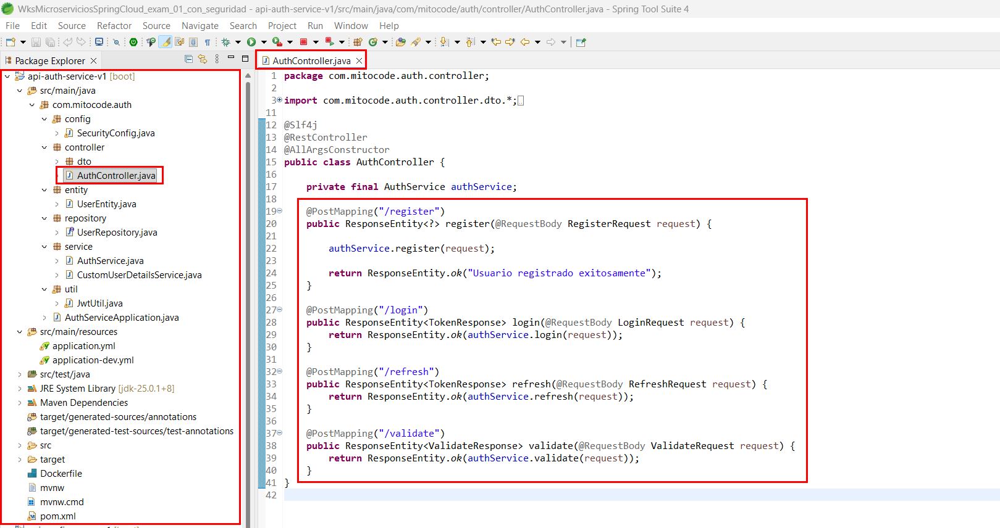 WksMicroserviciosSpringCloud_exam_01_con_seguridad - api-auth-service-v1/src/main/java/com/mitocode/auth/controller/AuthController.java - Spring Tool Suite 4
File Edit Source Refactor Source Navigate Search Project Run Window Help
Package Explorer
api-auth-service-v1 [boot]
src/main/java
com.mitocode.auth
config
SecurityConfig.java
controller
dto
AuthController.java
entity
UserEntity.java
repository
UserRepository.java
service
AuthService.java
CustomUserDetailsService.java
util
JwtUtil.java
AuthServiceApplication.java
src/main/resources
application.yml
application-dev.yml
src/test/java
JRE System Library [jdk-25.0.1+8]
Maven Dependencies
target/generated-sources/annotations
target/generated-test-sources/test-annotations
src
target
Dockerfile
mvnw
mvnw.cmd
pom.xml
AuthController.java
1 package com.mitocode.auth.controller;
2
3 import com.mitocode.auth.controller.dto.*;
11
12 @Slf4j
13 @RestController
14 @AllArgsConstructor
15 public class AuthController {
16
17 private final AuthService authService;
18
19 @PostMapping("/register")
20 public ResponseEntity<?> register(@RequestBody RegisterRequest request) {
21
22 authService.register(request);
23
24 return ResponseEntity.ok("Usuario registrado exitosamente");
25 }
26
27 @PostMapping("/login")
28 public ResponseEntity<TokenResponse> login(@RequestBody LoginRequest request) {
29 return ResponseEntity.ok(authService.login(request));
30 }
31
32 @PostMapping("/refresh")
33 public ResponseEntity<TokenResponse> refresh(@RequestBody RefreshRequest request) {
34 return ResponseEntity.ok(authService.refresh(request));
35 }
36
37 @PostMapping("/validate")
38 public ResponseEntity<ValidateResponse> validate(@RequestBody ValidateRequest request) {
39 return ResponseEntity.ok(authService.validate(request));
40 }
41 }
42